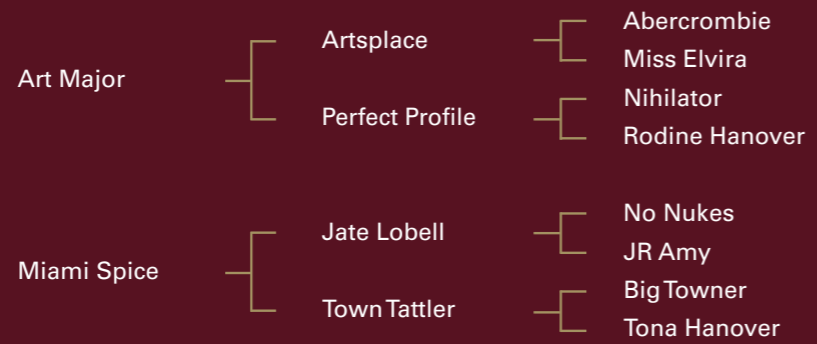 Abercrombie
Artsplace
Miss Elvira
Art Major
Nihilator
Perfect Profile
Rodine Hanover
No Nukes
Jate Lobell
JR Amy
Miami Spice
Big Towner
Town Tattler
Tona Hanover